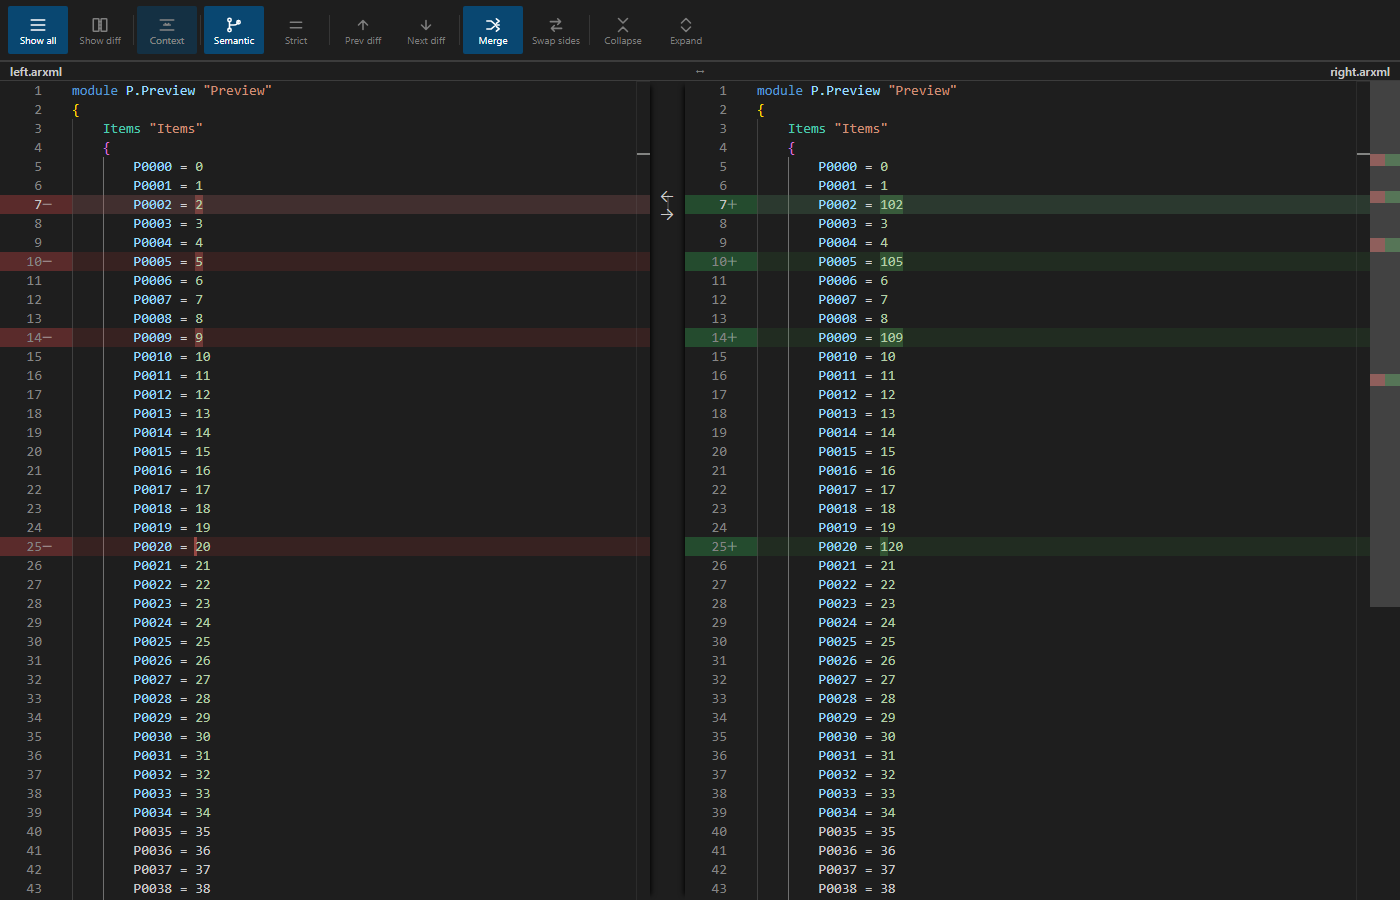 Show all Show diff Context Semantic Strict Prev diff Next diff Merge Swap sides Collapse Expand
left.arxml ↔ right.arxml
1 module P.Preview "Preview"
2 {
3 Items "Items"
4 {
5 P0000 = 0
6 P0001 = 1
7− P0002 = 2
8 P0003 = 3
9 P0004 = 4
10− P0005 = 5
11 P0006 = 6
12 P0007 = 7
13 P0008 = 8
14− P0009 = 9
15 P0010 = 10
16 P0011 = 11
17 P0012 = 12
18 P0013 = 13
19 P0014 = 14
20 P0015 = 15
21 P0016 = 16
22 P0017 = 17
23 P0018 = 18
24 P0019 = 19
25− P0020 = 20
26 P0021 = 21
27 P0022 = 22
28 P0023 = 23
29 P0024 = 24
30 P0025 = 25
31 P0026 = 26
32 P0027 = 27
33 P0028 = 28
34 P0029 = 29
35 P0030 = 30
36 P0031 = 31
37 P0032 = 32
38 P0033 = 33
39 P0034 = 34
40 P0035 = 35
41 P0036 = 36
42 P0037 = 37
43 P0038 = 38
1 module P.Preview "Preview"
2 {
3 Items "Items"
4 {
5 P0000 = 0
6 P0001 = 1
7+ P0002 = 102
8 P0003 = 3
9 P0004 = 4
10+ P0005 = 105
11 P0006 = 6
12 P0007 = 7
13 P0008 = 8
14+ P0009 = 109
15 P0010 = 10
16 P0011 = 11
17 P0012 = 12
18 P0013 = 13
19 P0014 = 14
20 P0015 = 15
21 P0016 = 16
22 P0017 = 17
23 P0018 = 18
24 P0019 = 19
25+ P0020 = 120
26 P0021 = 21
27 P0022 = 22
28 P0023 = 23
29 P0024 = 24
30 P0025 = 25
31 P0026 = 26
32 P0027 = 27
33 P0028 = 28
34 P0029 = 29
35 P0030 = 30
36 P0031 = 31
37 P0032 = 32
38 P0033 = 33
39 P0034 = 34
40 P0035 = 35
41 P0036 = 36
42 P0037 = 37
43 P0038 = 38